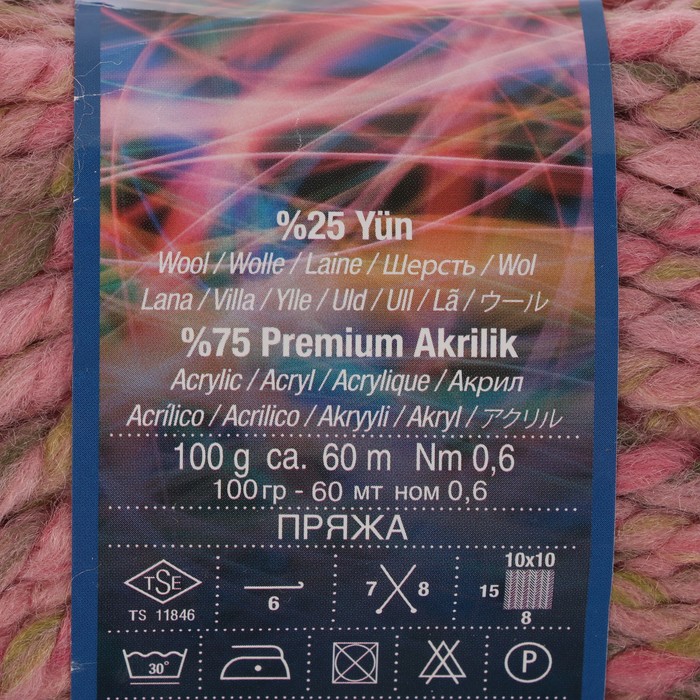 %25 Yün
Wool / Wolle / Laine / Шерсть / Wol
Lana / Villa / Ylle / Uld / Ull / Lã / ウール
%75 Premium Akrilik
Acrylic / Acryl / Acrylique / Акрил
Acrílico / Acrilico / Akryyli / Akryl / アクリル
100 g ca. 60 m Nm 0,6
100 гр - 60 мт ном 0,6
ПРЯЖА
TSE
TS 11846
6
7 8
10x10
15
8
30°
P